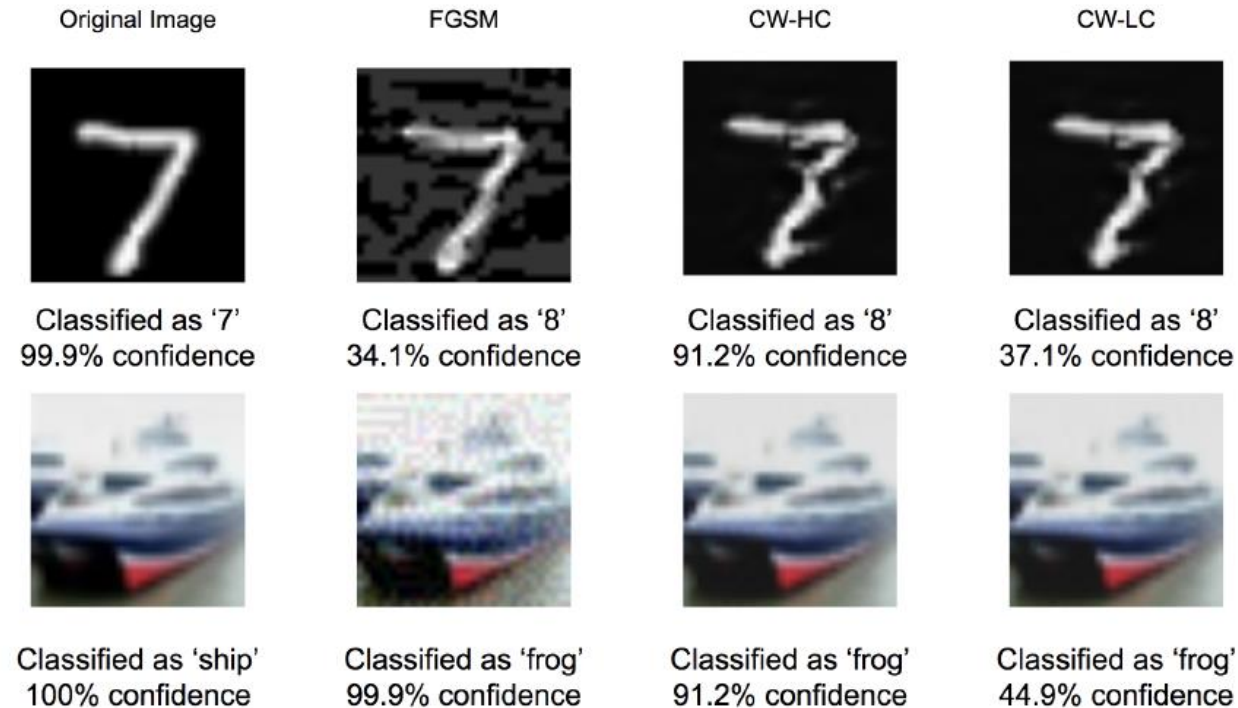 Original Image FGSM CW-HC CW-LC
Classified as ‘7’ Classified as ‘8’ Classified as ‘8’ Classified as ‘8’
99.9% confidence 34.1% confidence 91.2% confidence 37.1% confidence
Classified as ‘ship’ Classified as ‘frog’ Classified as ‘frog’ Classified as ‘frog’
100% confidence 99.9% confidence 91.2% confidence 44.9% confidence